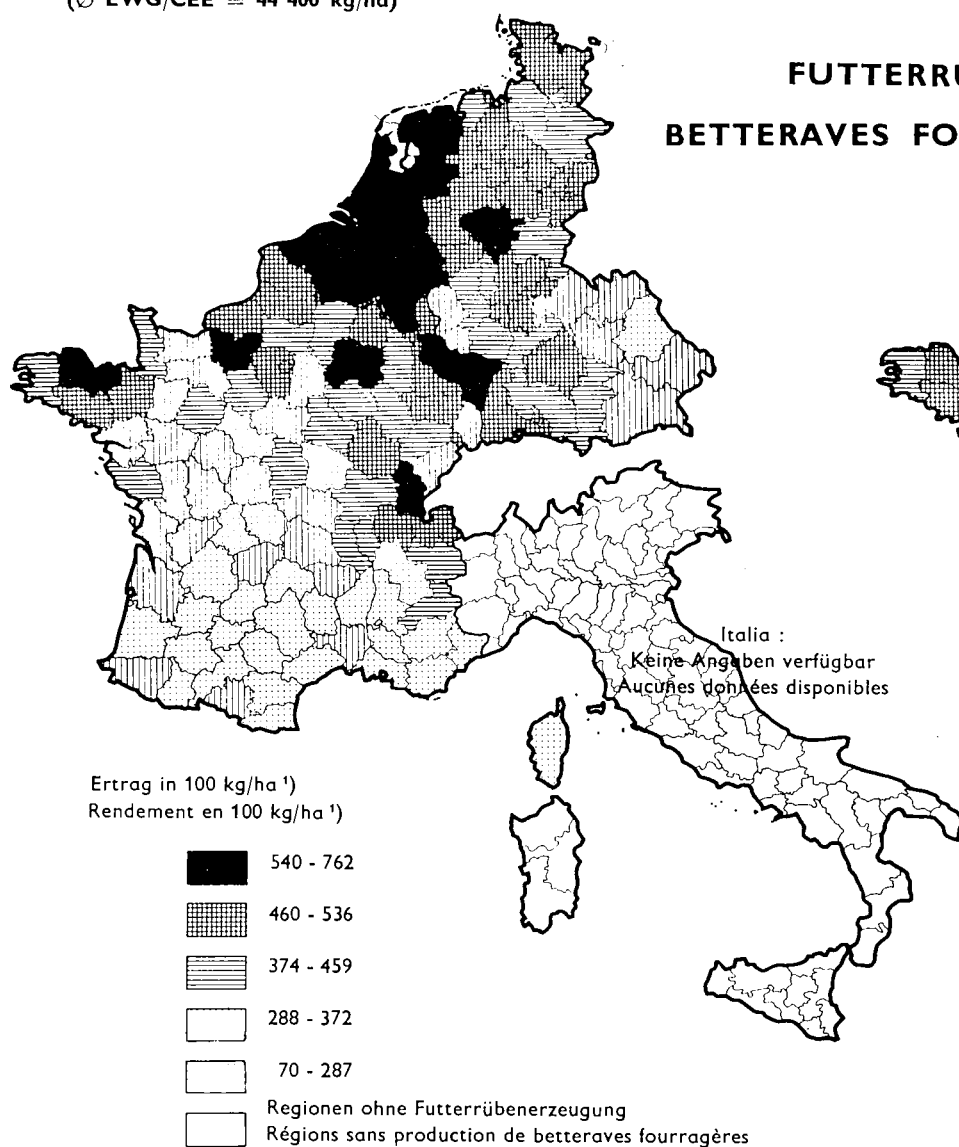 (Ø EWG/CEE = 44 400 kg/ha)
BETTERAVES
Italia :
Keine Angaben verfügbar
Aucunes données disponibles
Ertrag in 100 kg/ha ¹)
Rendement en 100 kg/ha ¹)
540 - 762
460 - 536
374 - 459
288 - 372
70 - 287
Regionen ohne Futterrübenerzeugung
Régions sans production de betteraves fourragères